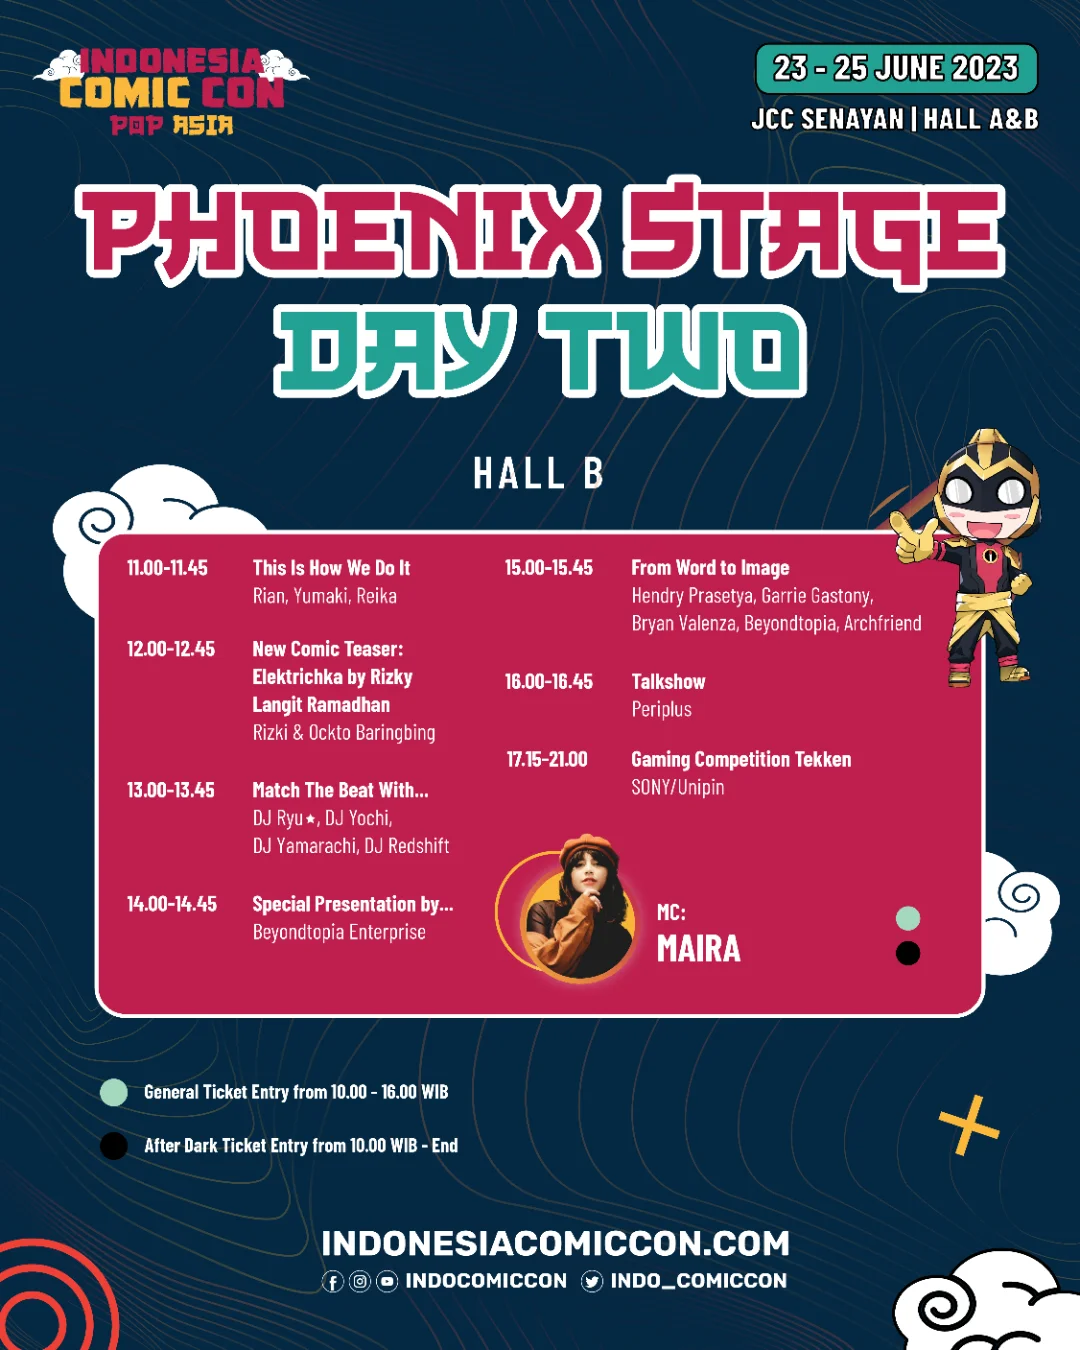 INDONESIA
COMIC CON
POP ASIA
23 - 25 JUNE 2023
JCC SENAYAN | HALL A&B
PHOENIX STAGE
DAY TWO
HALL B
11.00-11.45
This Is How We Do It
Rian, Yumaki, Reika
12.00-12.45
New Comic Teaser:
Elektrichka by Rizky
Langit Ramadhan
Rizki & Ockto Baringbing
13.00-13.45
Match The Beat With...
DJ Ryu★, DJ Yochi,
DJ Yamarachi, DJ Redshift
14.00-14.45
Special Presentation by...
Beyondtopia Enterprise
15.00-15.45
From Word to Image
Hendry Prasetya, Garrie Gastony,
Bryan Valenza, Beyondtopia, Archfriend
16.00-16.45
Talkshow
Periplus
17.15-21.00
Gaming Competition Tekken
SONY/Unipin
MC:
MAIRA
General Ticket Entry from 10.00 - 16.00 WIB
After Dark Ticket Entry from 10.00 WIB - End
INDONESIACOMICCON.COM
INDOCOMICCON INDO_COMICCON